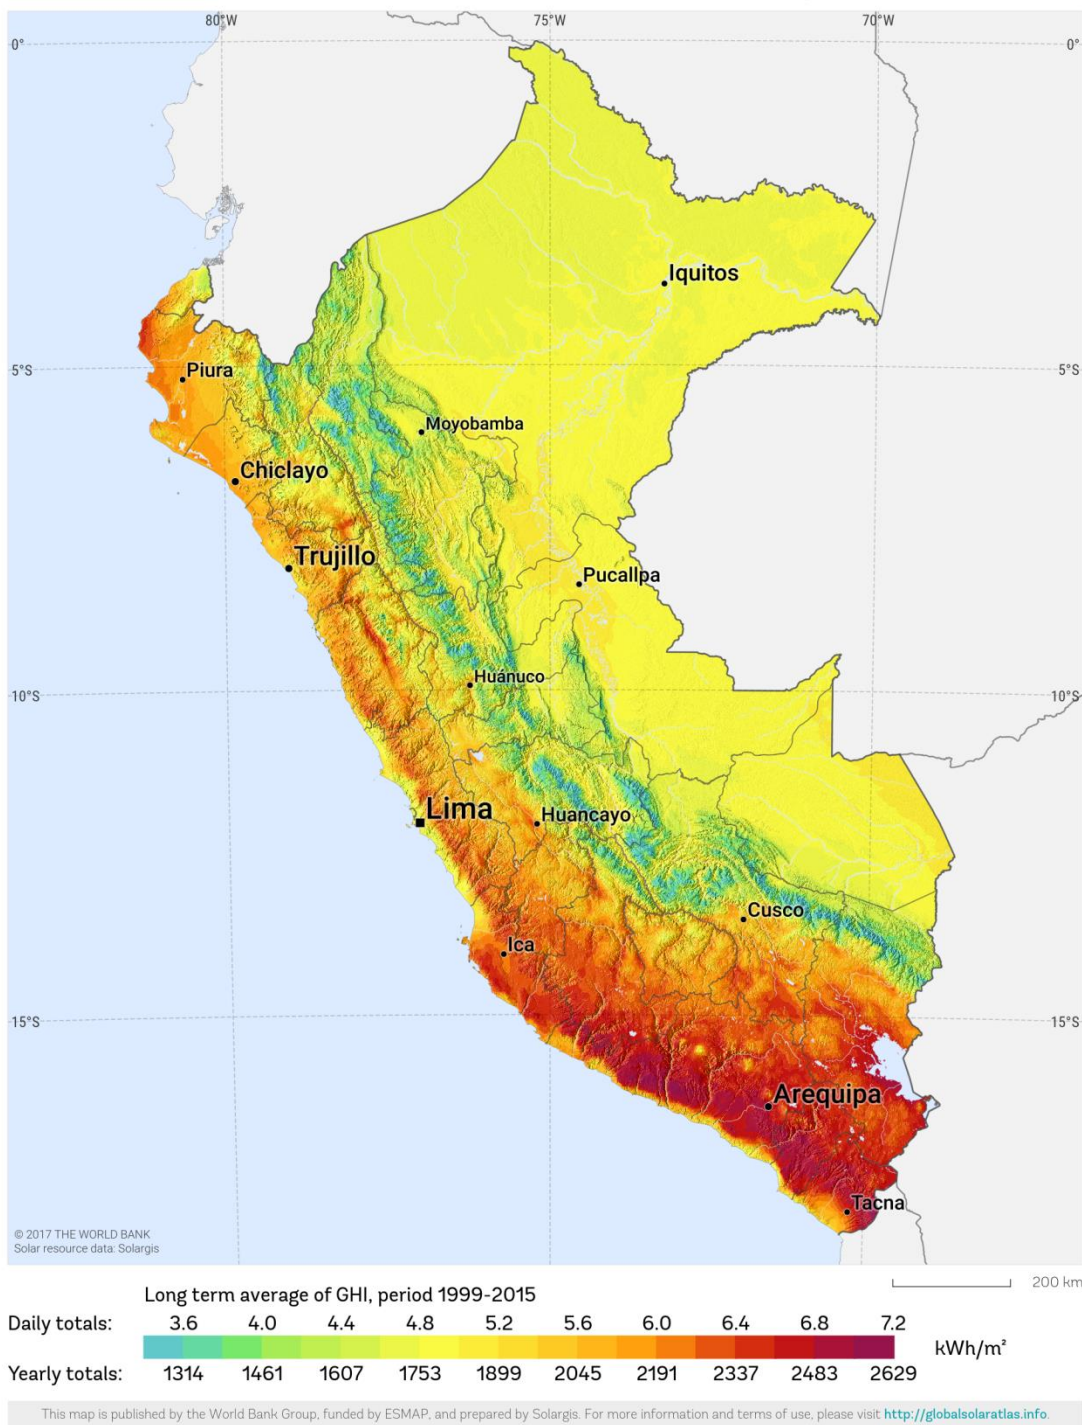 80°W 75°W 70°W
0° 0°
Iquitos
5°S Piura 5°S
Moyobamba
Chiclayo
Trujillo
Pucallpa
Huánuco
10°S 10°S
Lima
Huancayo
Cusco
Ica
15°S 15°S
Arequipa
Tacna
© 2017 THE WORLD BANK
Solar resource data: Solargis
200 km
Long term average of GHI, period 1999-2015
Daily totals: 3.6 4.0 4.4 4.8 5.2 5.6 6.0 6.4 6.8 7.2
kWh/m²
Yearly totals: 1314 1461 1607 1753 1899 2045 2191 2337 2483 2629
This map is published by the World Bank Group, funded by ESMAP, and prepared by Solargis. For more information and terms of use, please visit http://globalsolaratlas.info.